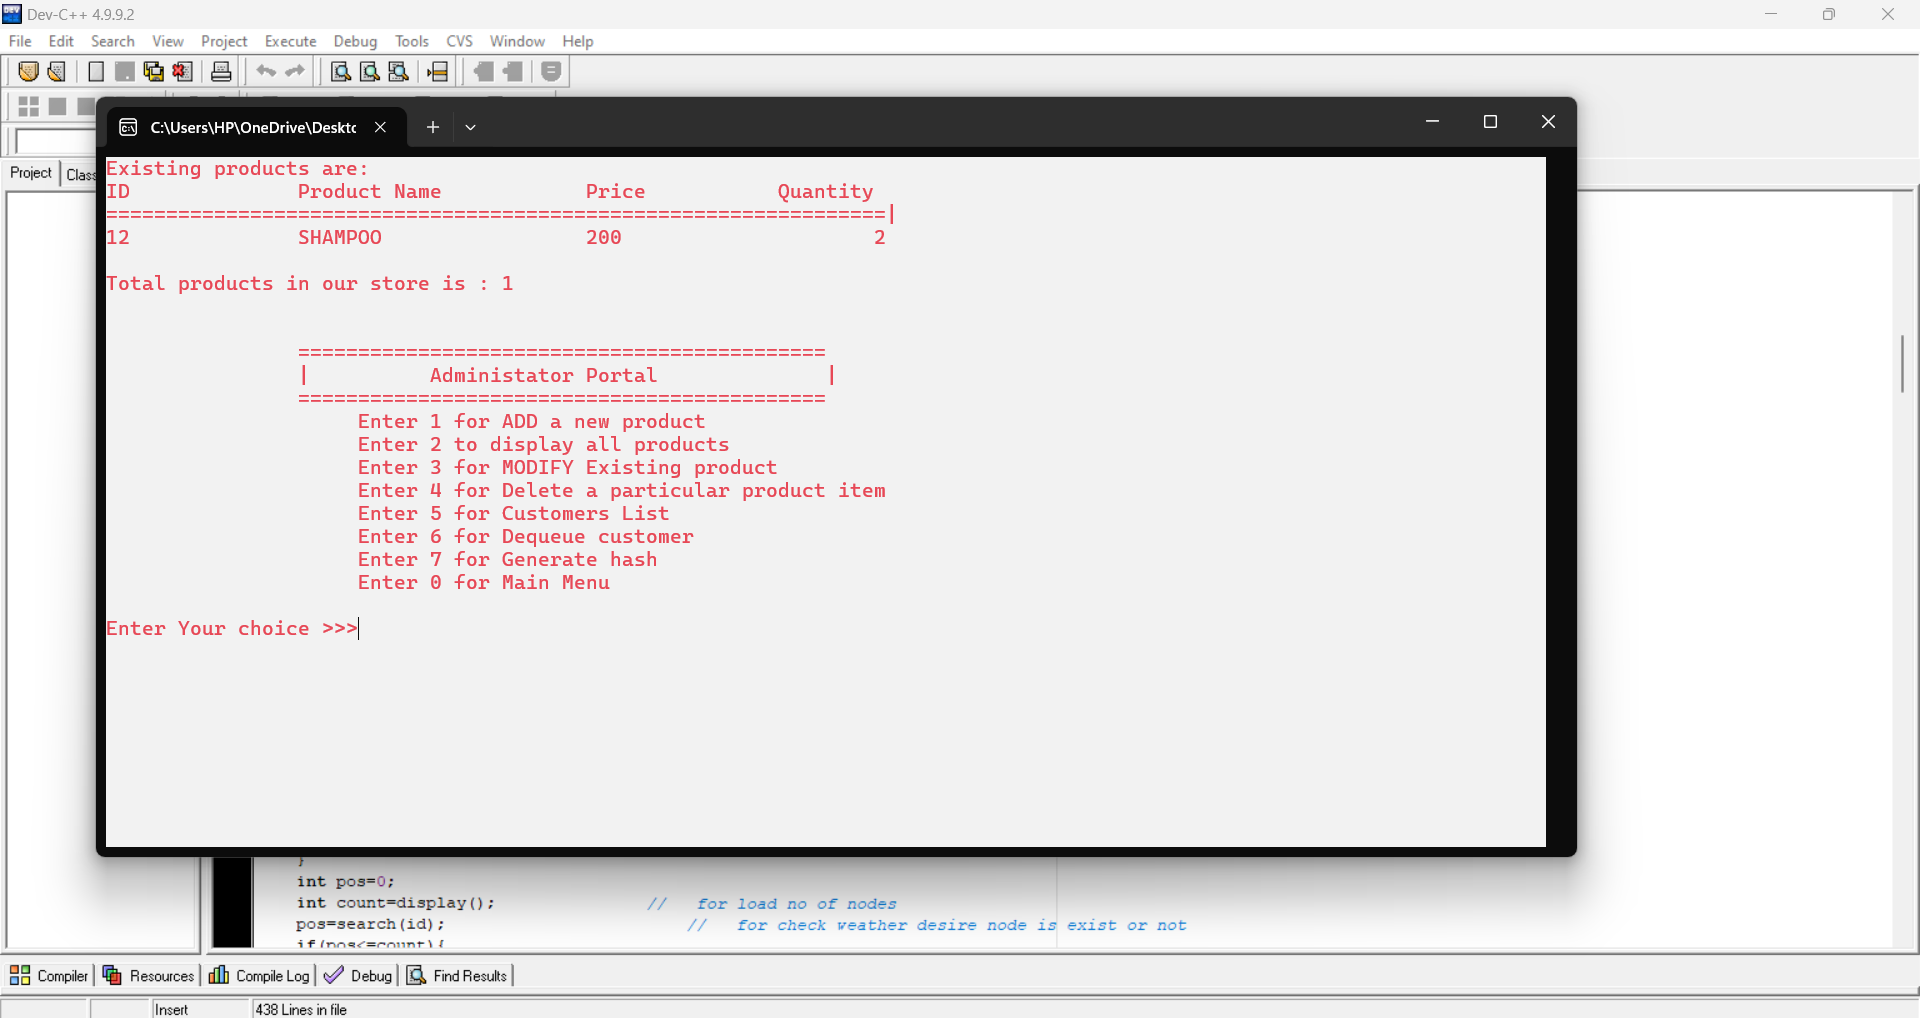 Dev-C++ 4.9.9.2
File Edit Search View Project Execute Debug Tools CVS Window Help
C:\Users\HP\OneDrive\Deskto
Project Class
Existing products are:
ID Product Name Price Quantity
=================================================================|
12 SHAMPOO 200 2
Total products in our store is : 1
============================================
| Administator Portal |
============================================
Enter 1 for ADD a new product
Enter 2 to display all products
Enter 3 for MODIFY Existing product
Enter 4 for Delete a particular product item
Enter 5 for Customers List
Enter 6 for Dequeue customer
Enter 7 for Generate hash
Enter 0 for Main Menu
Enter Your choice >>>
}
int pos=0;
int count=display(); // for load no of nodes
pos=search(id); // for check weather desire node is exist or not
if(pos<=count){
Compiler Resources Compile Log Debug Find Results
Insert 438 Lines in file